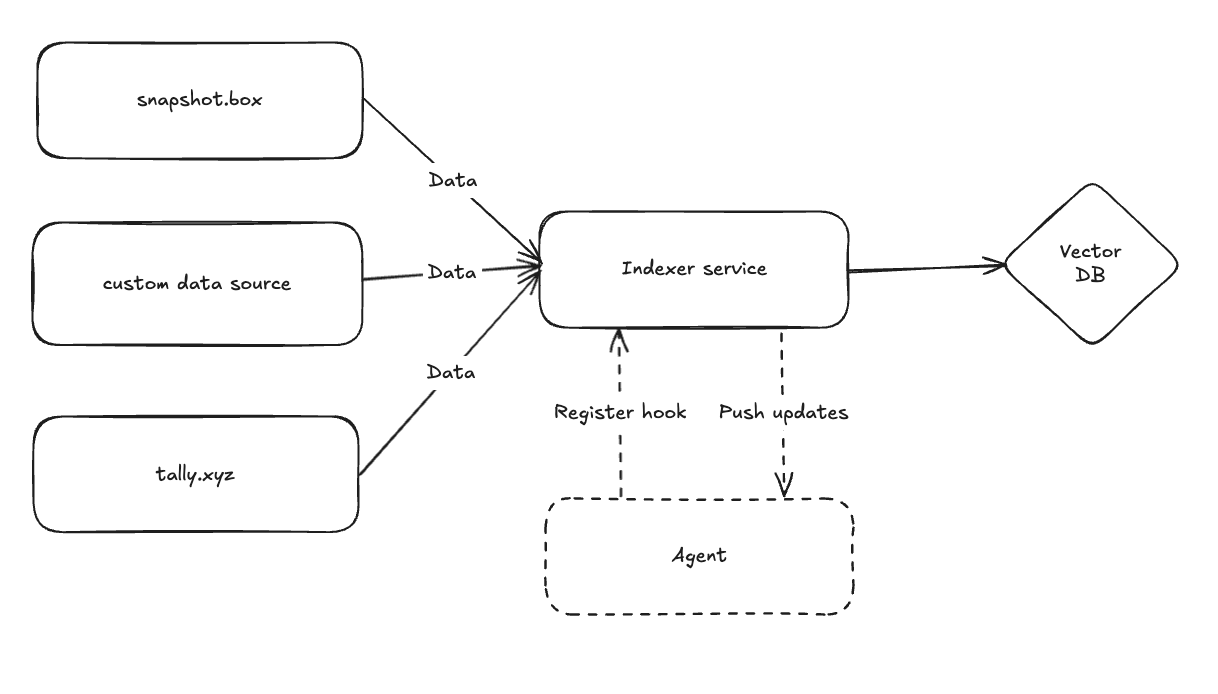 snapshot.box
Data
custom data source
Data
Indexer service
Vector
DB
Data
tally.xyz
Register hook
Push updates
Agent